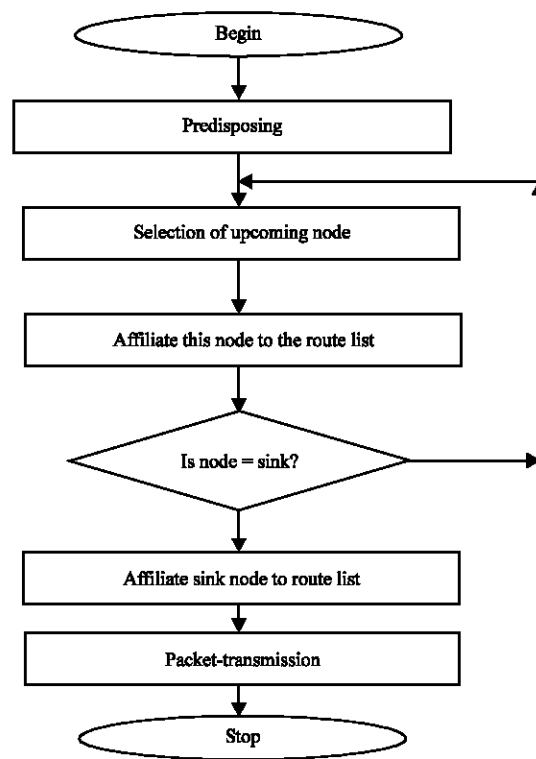 Begin
Predisposing
Selection of upcoming node
Affiliate this node to the route list
Is node = sink?
Affiliate sink node to route list
Packet-transmission
Stop